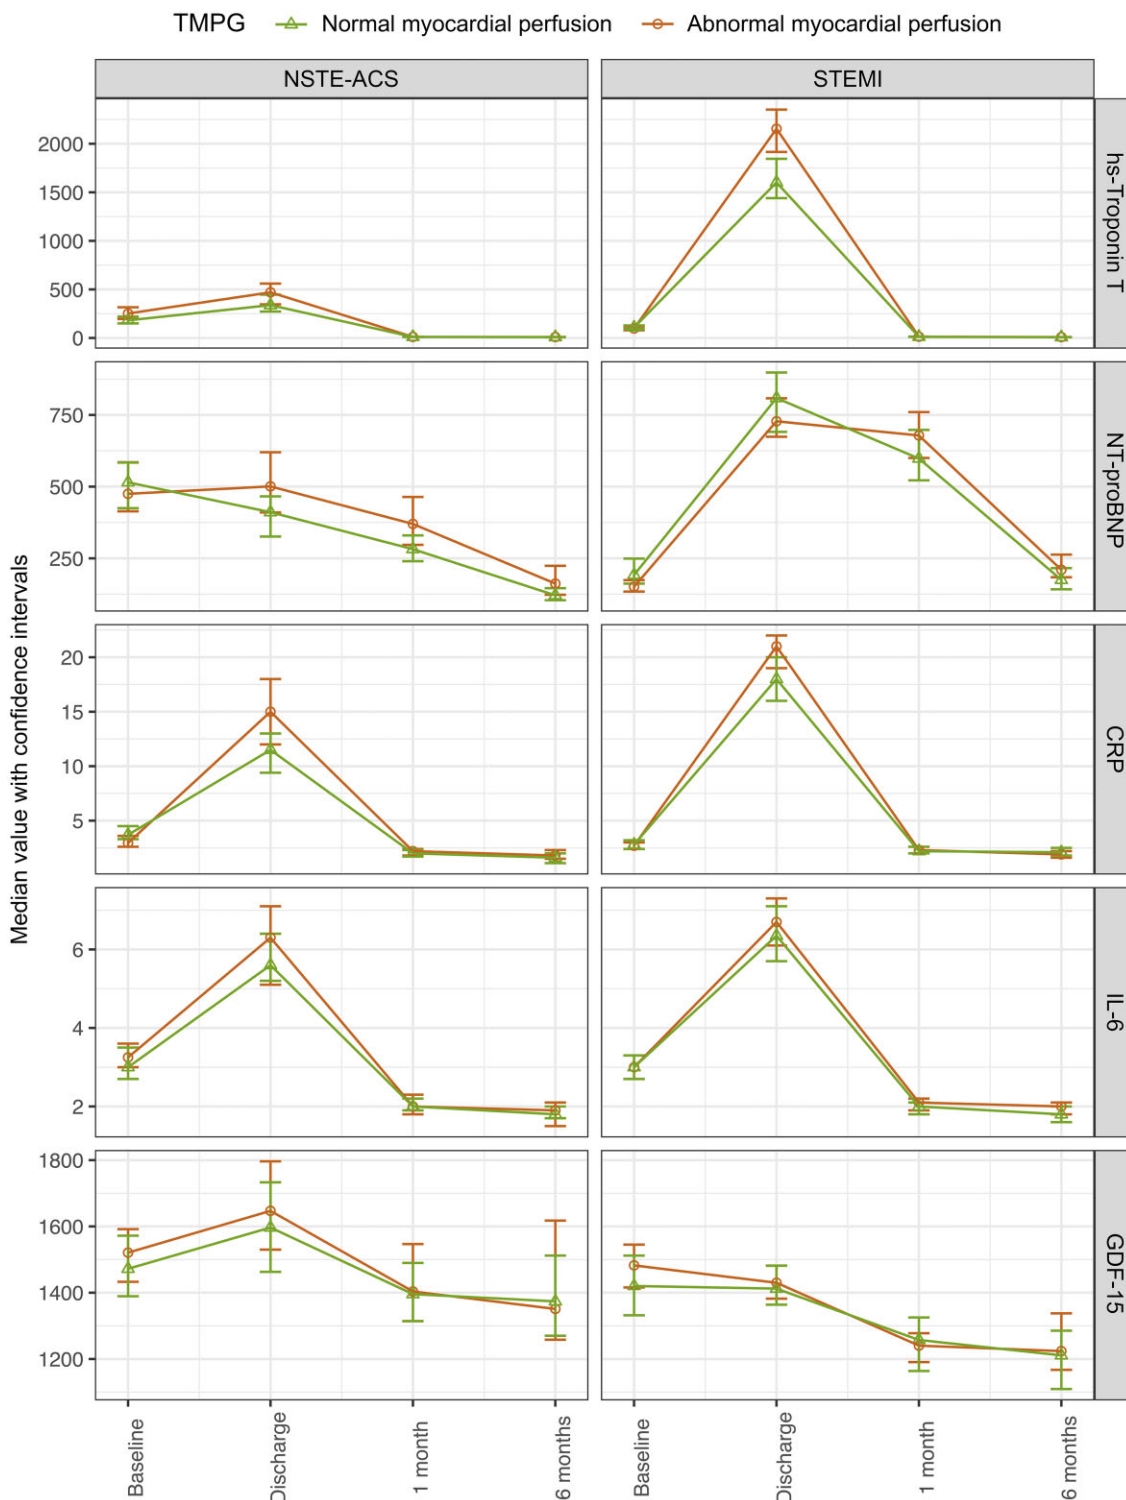 TMPG Normal myocardial perfusion Abnormal myocardial perfusion
NSTE-ACS STEMI
Median value with confidence intervals
2000
1500
1000
500
0
hs-Troponin T
750
500
250
NT-proBNP
20
15
10
5
CRP
6
4
2
IL-6
1800
1600
1400
1200
GDF-15
Baseline Discharge 1 month 6 months Baseline Discharge 1 month 6 months